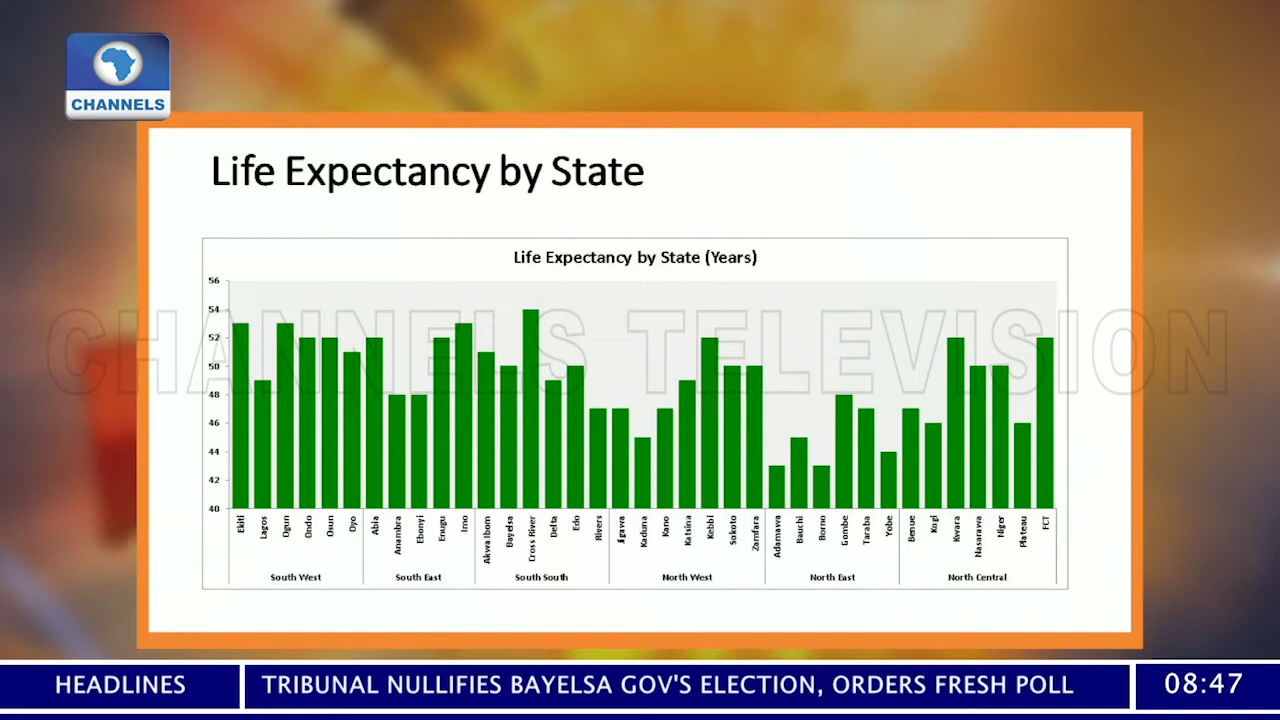 CHANNELS
Life Expectancy by State
Life Expectancy by State (Years)
56
54
52
50
48
46
44
42
40
CHANNELS TELEVISION
Ekiti
Lagos
Ogun
Ondo
Osun
Oyo
Abia
Anambra
Ebonyi
Enugu
Imo
Akwa Ibom
Bayelsa
Cross River
Delta
Edo
Rivers
Jigawa
Kaduna
Kano
Katsina
Kebbi
Sokoto
Zamfara
Adamawa
Bauchi
Borno
Gombe
Taraba
Yobe
Benue
Kogi
Kwara
Nasarawa
Niger
Plateau
FCT
South West
South East
South South
North West
North East
North Central
HEADLINES
TRIBUNAL NULLIFIES BAYELSA GOV'S ELECTION, ORDERS FRESH POLL
08:47